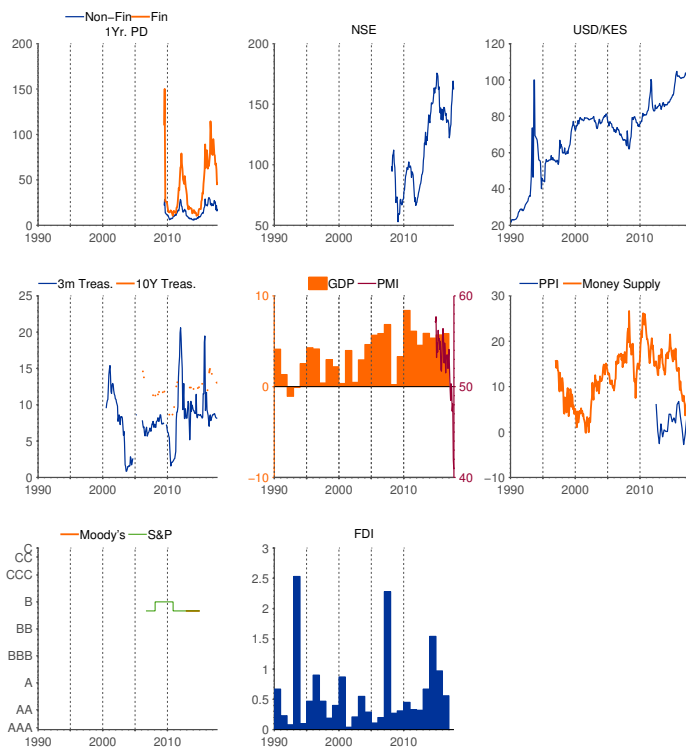 Non-Fin Fin
1Yr. PD
200
150
100
50
0
1990 2000 2010
NSE
200
150
100
50
1990 2000 2010
USD/KES
120
100
80
60
40
20
1990 2000 2010
3m Treas. 10Y Treas.
25
20
15
10
5
0
1990 2000 2010
GDP PMI
10
0
−10
60
50
40
1990 2000 2010
PPI Money Supply
30
20
10
0
−10
1990 2000 2010
Moody's S&P
C
CC
CCC
B
BB
BBB
A
AA
AAA
1990 2000 2010
FDI
3
2.5
2
1.5
1
0.5
0
1990 2000 2010